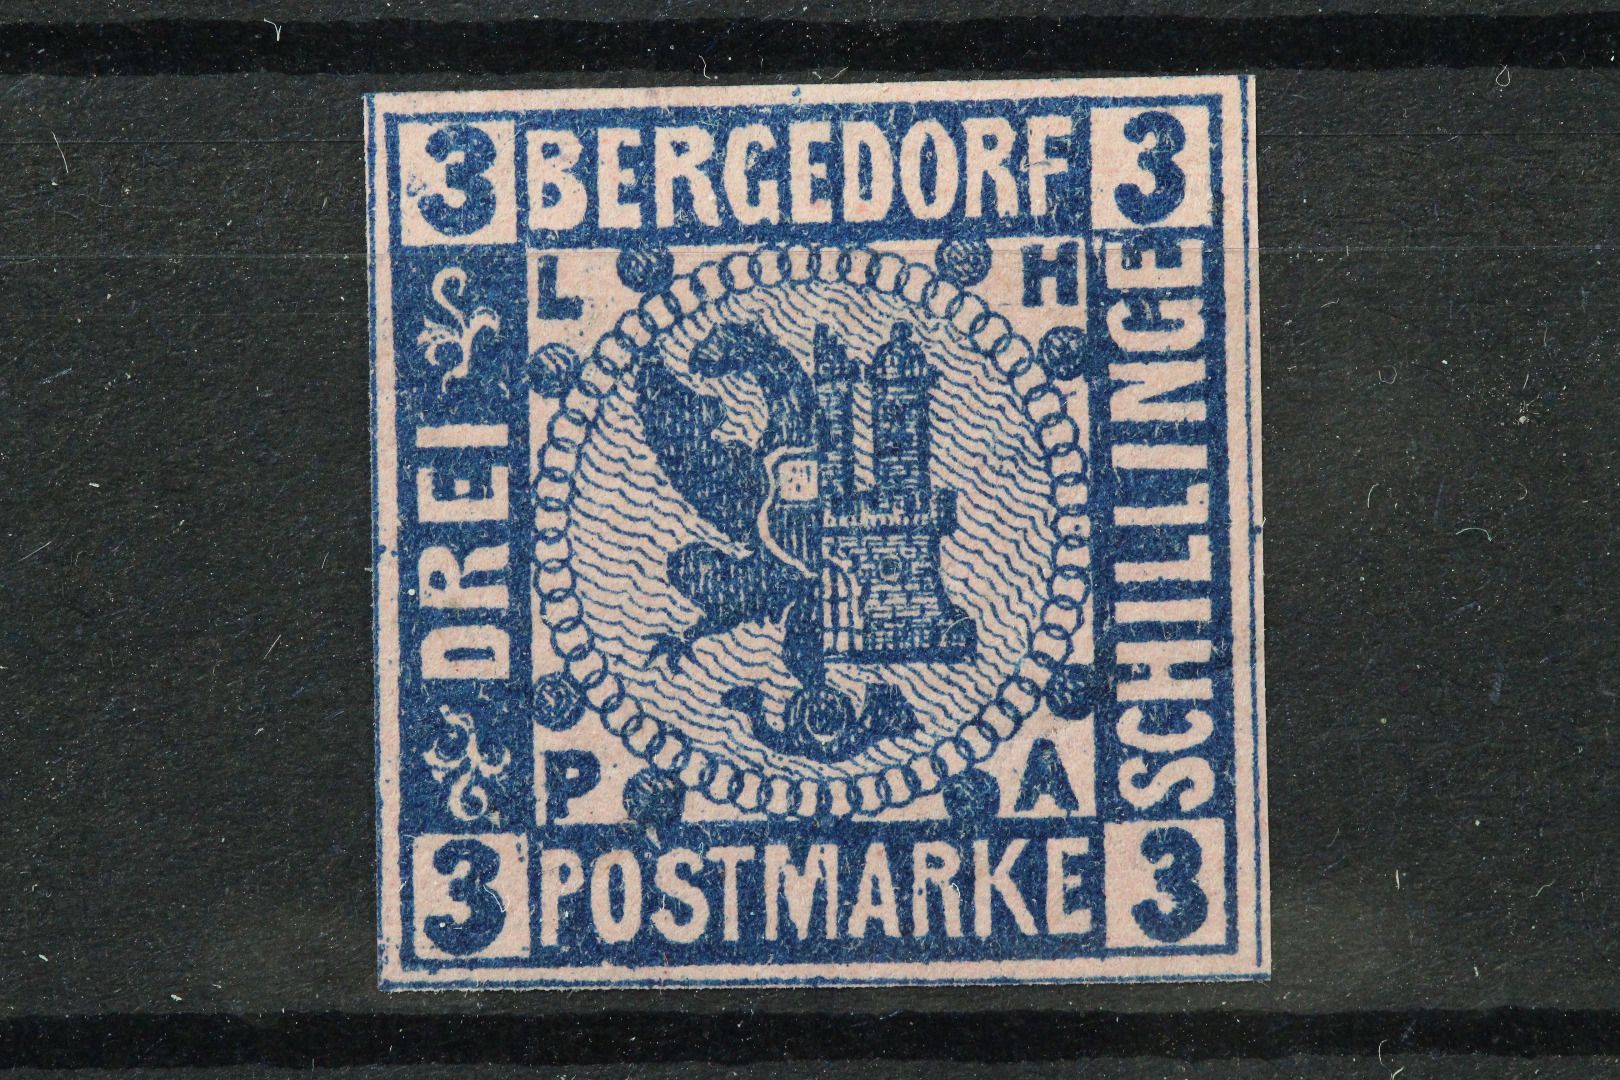 3 BERGEDORF 3
L H
DREI
SCHILLINGE
P A
3 POSTMARKE 3